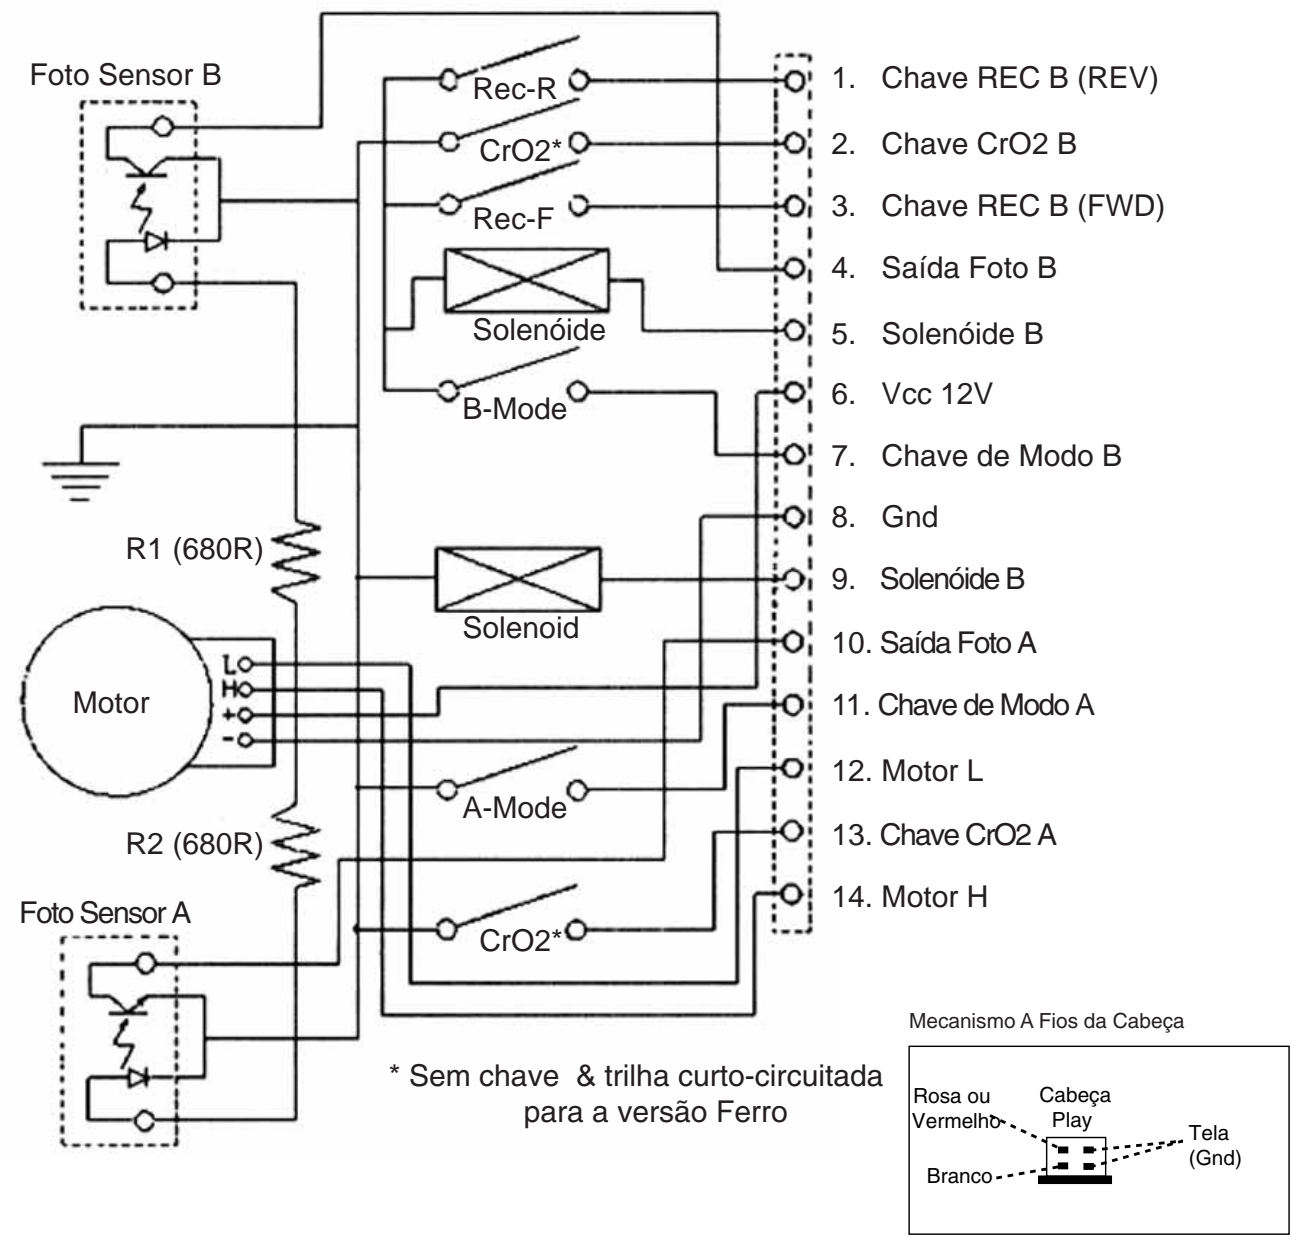 Foto Sensor B
Rec-R
CrO2*
Rec-F
Solenóide
B-Mode
R1 (680R)
Solenoid
Motor
L
H
+
-
A-Mode
R2 (680R)
Foto Sensor A
CrO2*
1. Chave REC B (REV)
2. Chave CrO2 B
3. Chave REC B (FWD)
4. Saída Foto B
5. Solenóide B
6. Vcc 12V
7. Chave de Modo B
8. Gnd
9. Solenóide B
10. Saída Foto A
11. Chave de Modo A
12. Motor L
13. Chave CrO2 A
14. Motor H
* Sem chave & trilha curto-circuitada
para a versão Ferro
Mecanismo A Fios da Cabeça
Rosa ou
Vermelho
Cabeça
Play
Tela
(Gnd)
Branco